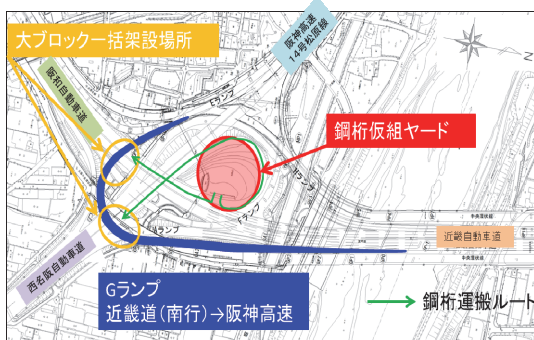 大ブロック一括架設場所
阪神高速
14号松原線
阪和自動車道
Eランプ
鋼桁仮組ヤード
Hランプ
Fランプ
西名阪自動車道
近畿自動車道
Gランプ
近畿道(南行)→阪神高速
鋼桁運搬ルート